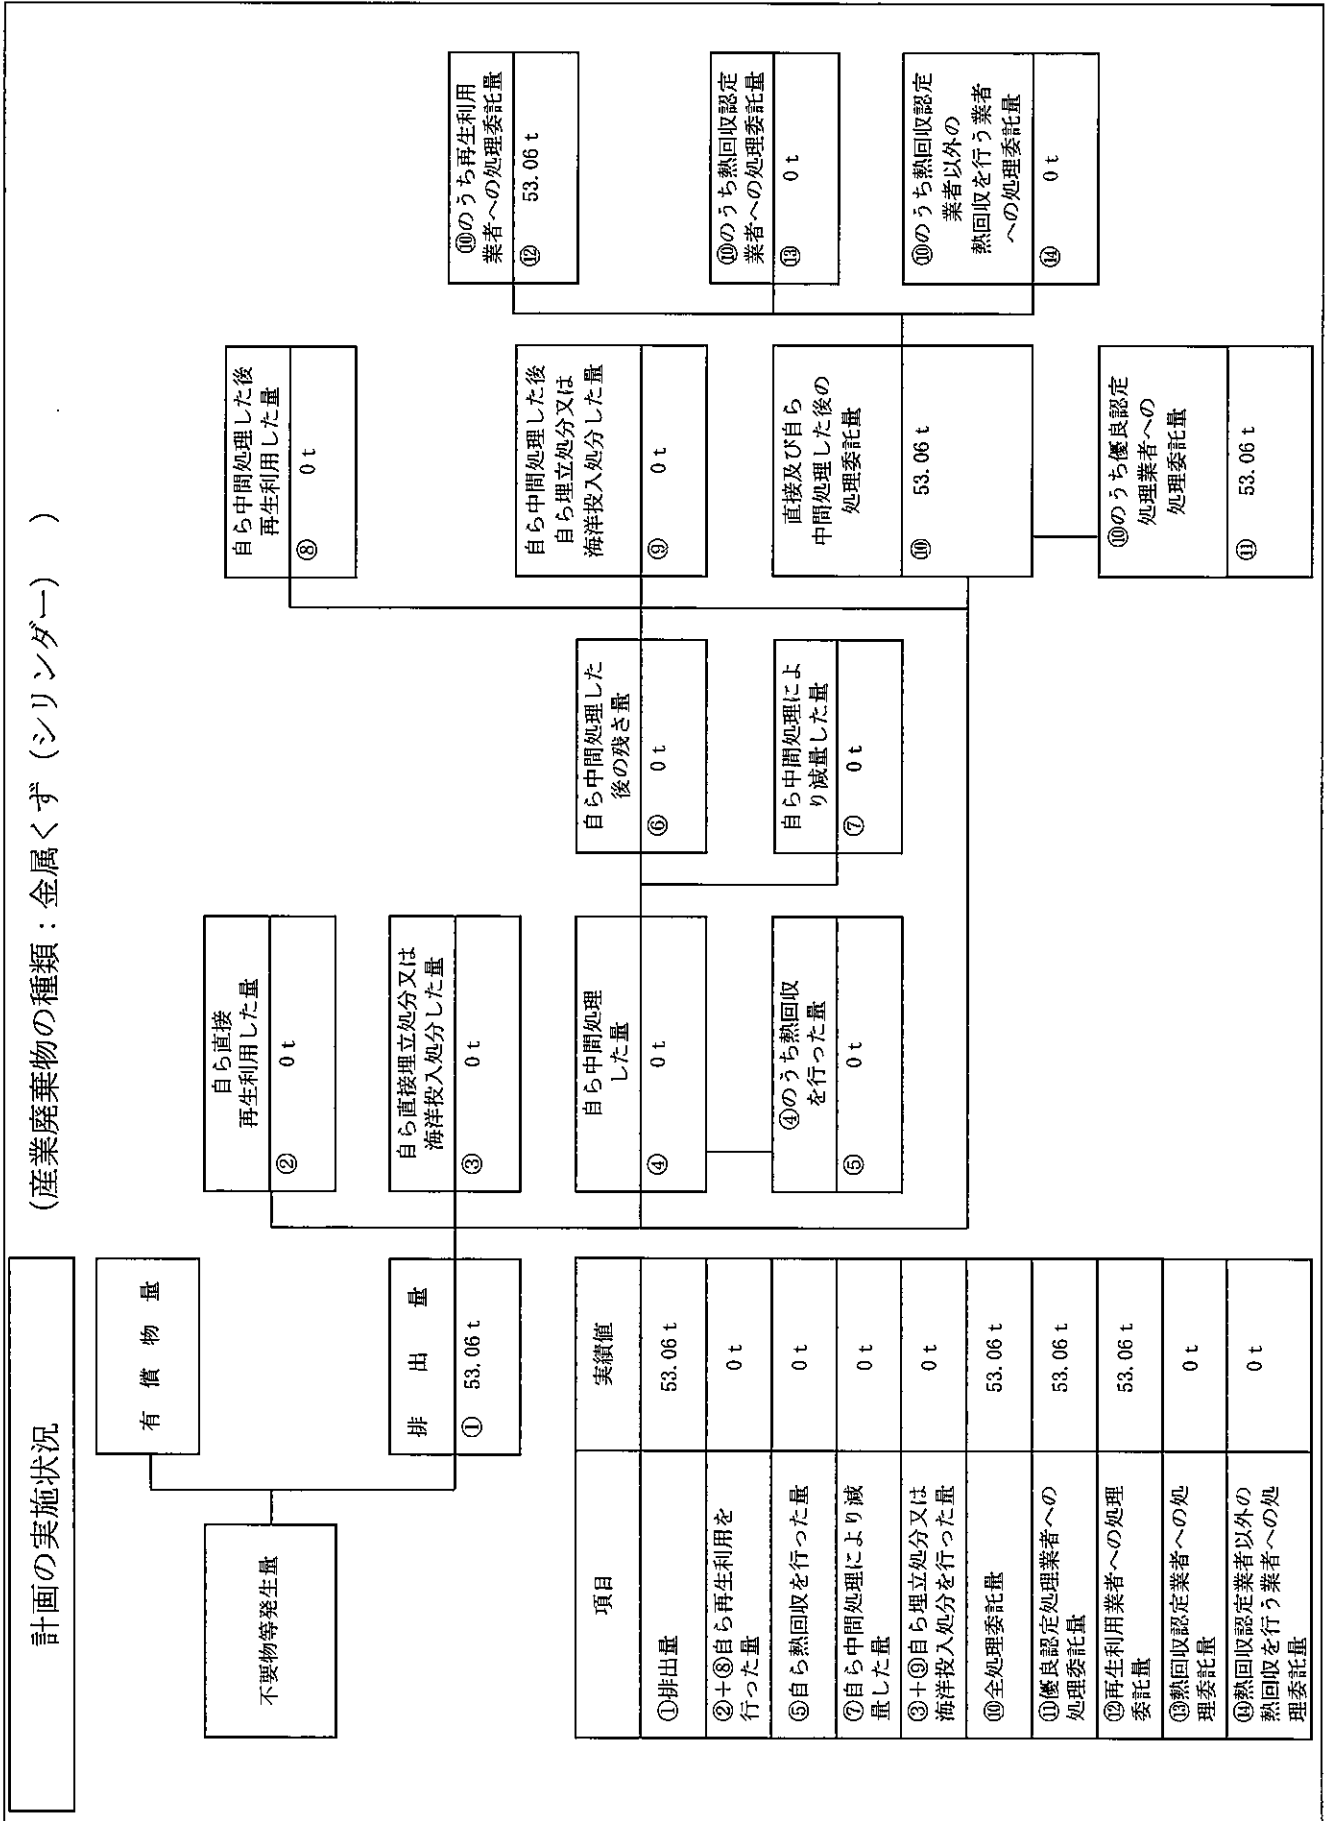 計画の実施状況
(産業廃棄物の種類：金属くず（シリンダー） )
不要物等発生量
有償物量
排出量
① 53.06 t
自ら直接
再生利用した量
② 0 t
自ら直接埋立処分又は
海洋投入処分した量
③ 0 t
自ら中間処理
した量
④ 0 t
④のうち熱回収
を行った量
⑤ 0 t
自ら中間処理した
後の残さ量
⑥ 0 t
自ら中間処理によ
り減量した量
⑦ 0 t
自ら中間処理した後
再生利用した量
⑧ 0 t
自ら中間処理した後
自ら埋立処分又は
海洋投入処分した量
⑨ 0 t
直接及び自ら
中間処理した後の
処理委託量
⑩ 53.06 t
⑩のうち優良認定
処理業者への
処理委託量
⑪ 53.06 t
⑩のうち再生利用
業者への処理委託量
⑫ 53.06 t
⑩のうち熱回収認定
業者への処理委託量
⑬ 0 t
⑩のうち熱回収認定
業者以外の
熱回収を行う業者
への処理委託量
⑭ 0 t
項目 実績値
①排出量 53.06 t
②+⑧自ら再生利用を
行った量 0 t
⑤自ら熱回収を行った量 0 t
⑦自ら中間処理により減
量した量 0 t
③+⑨自ら埋立処分又は
海洋投入処分を行った量 0 t
⑩全処理委託量 53.06 t
⑪優良認定処理業者への
処理委託量 53.06 t
⑫再生利用業者への処理
委託量 53.06 t
⑬熱回収認定業者への処
理委託量 0 t
⑭熱回収認定業者以外の
熱回収を行う業者への処
理委託量 0 t